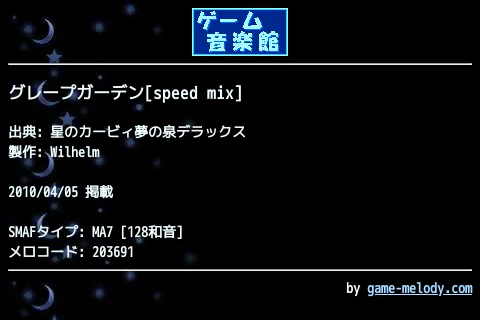 ゲーム
音楽館
グレープガーデン[speed mix]
出典: 星のカービィ夢の泉デラックス
製作: Wilhelm
2010/04/05 掲載
SMAFタイプ: MA7 [128和音]
メロコード: 203691
by game-melody.com